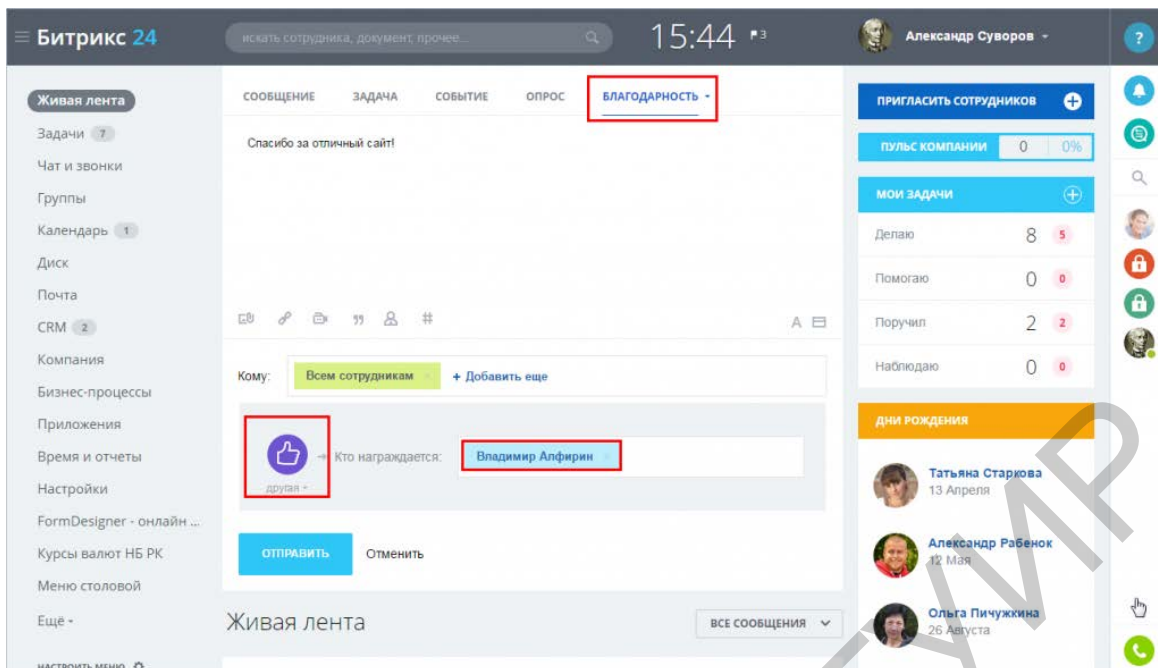 Битрикс 24
искать сотрудника, документ, прочее...
15:44
3
Александр Суворов
?
Живая лента
Задачи 7
Чат и звонки
Группы
Календарь 1
Диск
Почта
CRM 2
Компания
Бизнес-процессы
Приложения
Время и отчеты
Настройки
FormDesigner - онлайн ...
Курсы валют НБ РК
Меню столовой
Ещё
НАСТРОИТЬ МЕНЮ
СООБЩЕНИЕ ЗАДАЧА СОБЫТИЕ ОПРОС БЛАГОДАРНОСТЬ
Спасибо за отличный сайт!
Кому: Всем сотрудникам × + Добавить еще
Кто награждается: Владимир Алфирин ×
другая
ОТПРАВИТЬ Отменить
Живая лента
ВСЕ СООБЩЕНИЯ
ПРИГЛАСИТЬ СОТРУДНИКОВ
ПУЛЬС КОМПАНИИ 0 0%
МОИ ЗАДАЧИ
Делаю 8 5
Помогаю 0 0
Поручил 2 2
Наблюдаю 0 0
ДНИ РОЖДЕНИЯ
Татьяна Старкова
13 Апреля
Александр Рабенок
12 Мая
Ольга Пичужкина
26 Августа